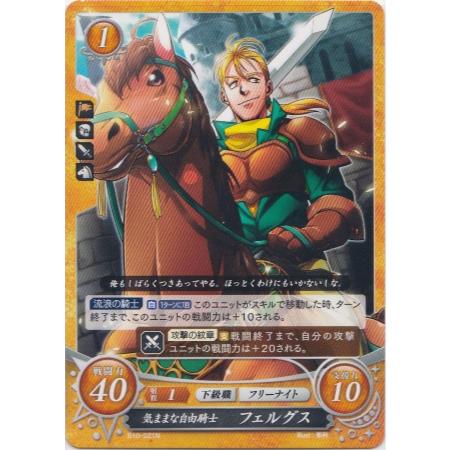 1
俺もしばらくつきあってやる。ほっとくわけにもいかないしな。
流浪の騎士 自 1ターンに1回 このユニットがスキルで移動した時、ターン
終了まで、このユニットの戦闘力は+10される。
攻撃の紋章 支 戦闘終了まで、自分の攻撃
ユニットの戦闘力は+20される。
戦闘力 40
1 下級職 フリーナイト
支援力 10
気ままな自由騎士 フェルグス